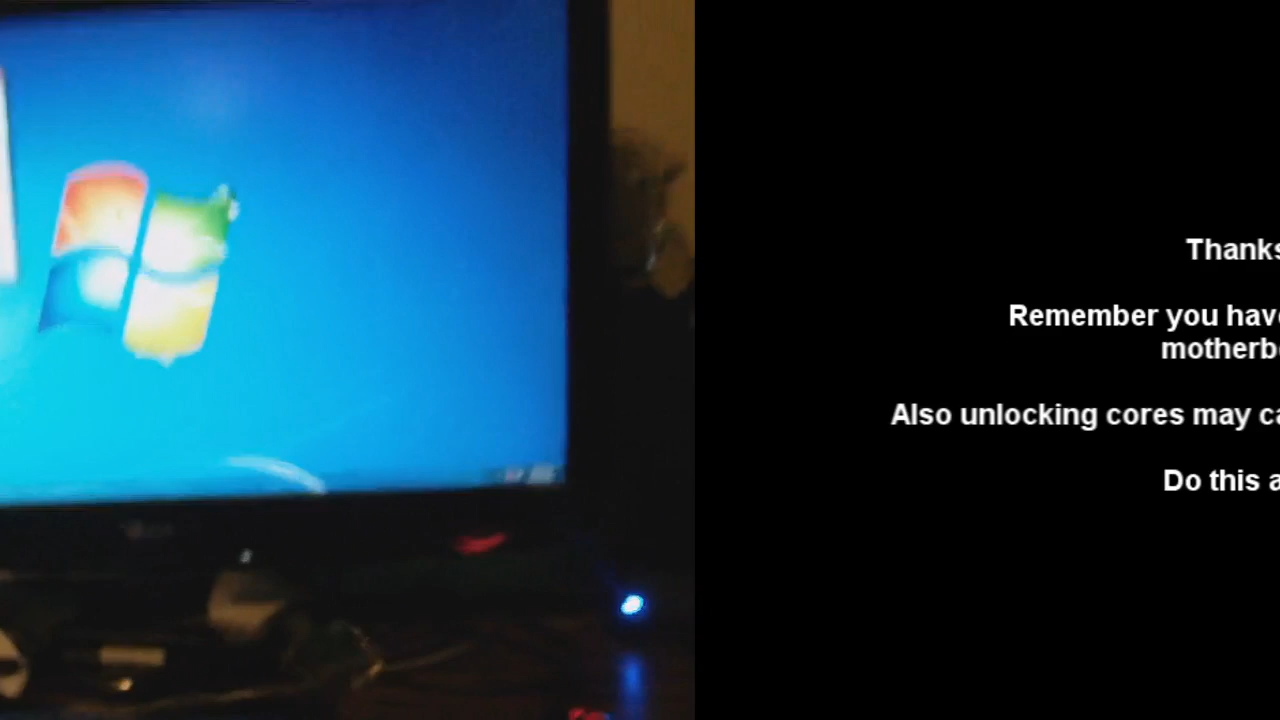 Thanks
Remember you have
motherb
Also unlocking cores may ca
Do this a